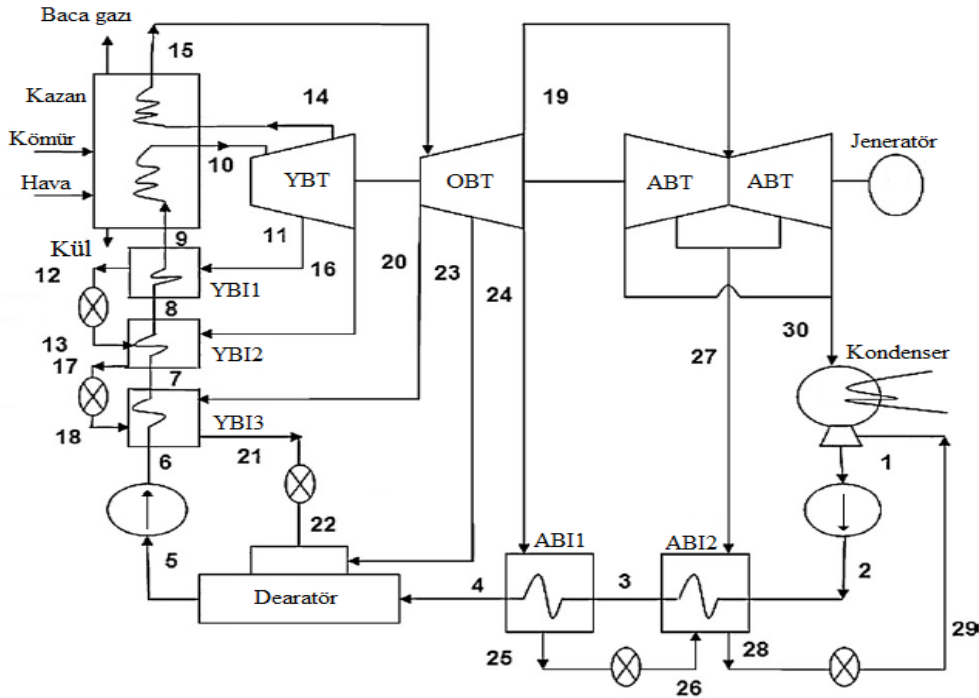 Baca gazı
15
19
Kazan
14
Kömür
10
Jeneratör
YBT
OBT
ABT
ABT
Hava
11
9
Kül
16
20
23
12
YBI1
24
8
30
13
YBI2
27
17
7
Kondenser
18
YBI3
21
1
6
22
ABI1
ABI2
5
4
3
2
Dearatör
29
25
28
26